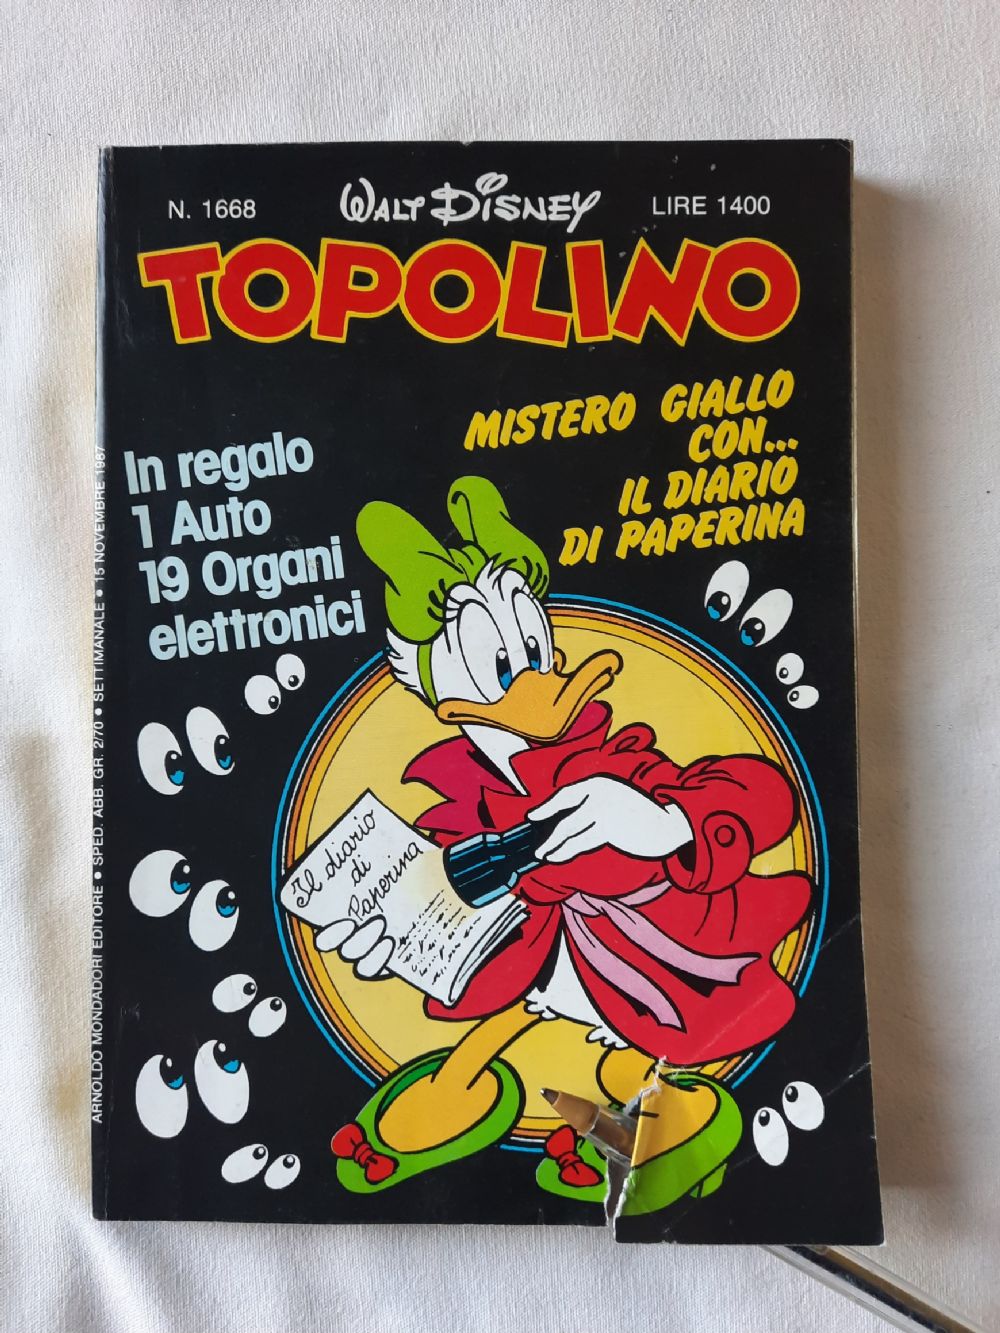 N. 1668
WALT DISNEY
LIRE 1400
TOPOLINO
MISTERO GIALLO
CON...
IL DIARIO
DI PAPERINA
In regalo
1 Auto
19 Organi
elettronici
Il diario
di
Paperina
ARNOLDO MONDADORI EDITORE • SPED. ABB. GR. 2/70 • SETTIMANALE • 15 NOVEMBRE 1987